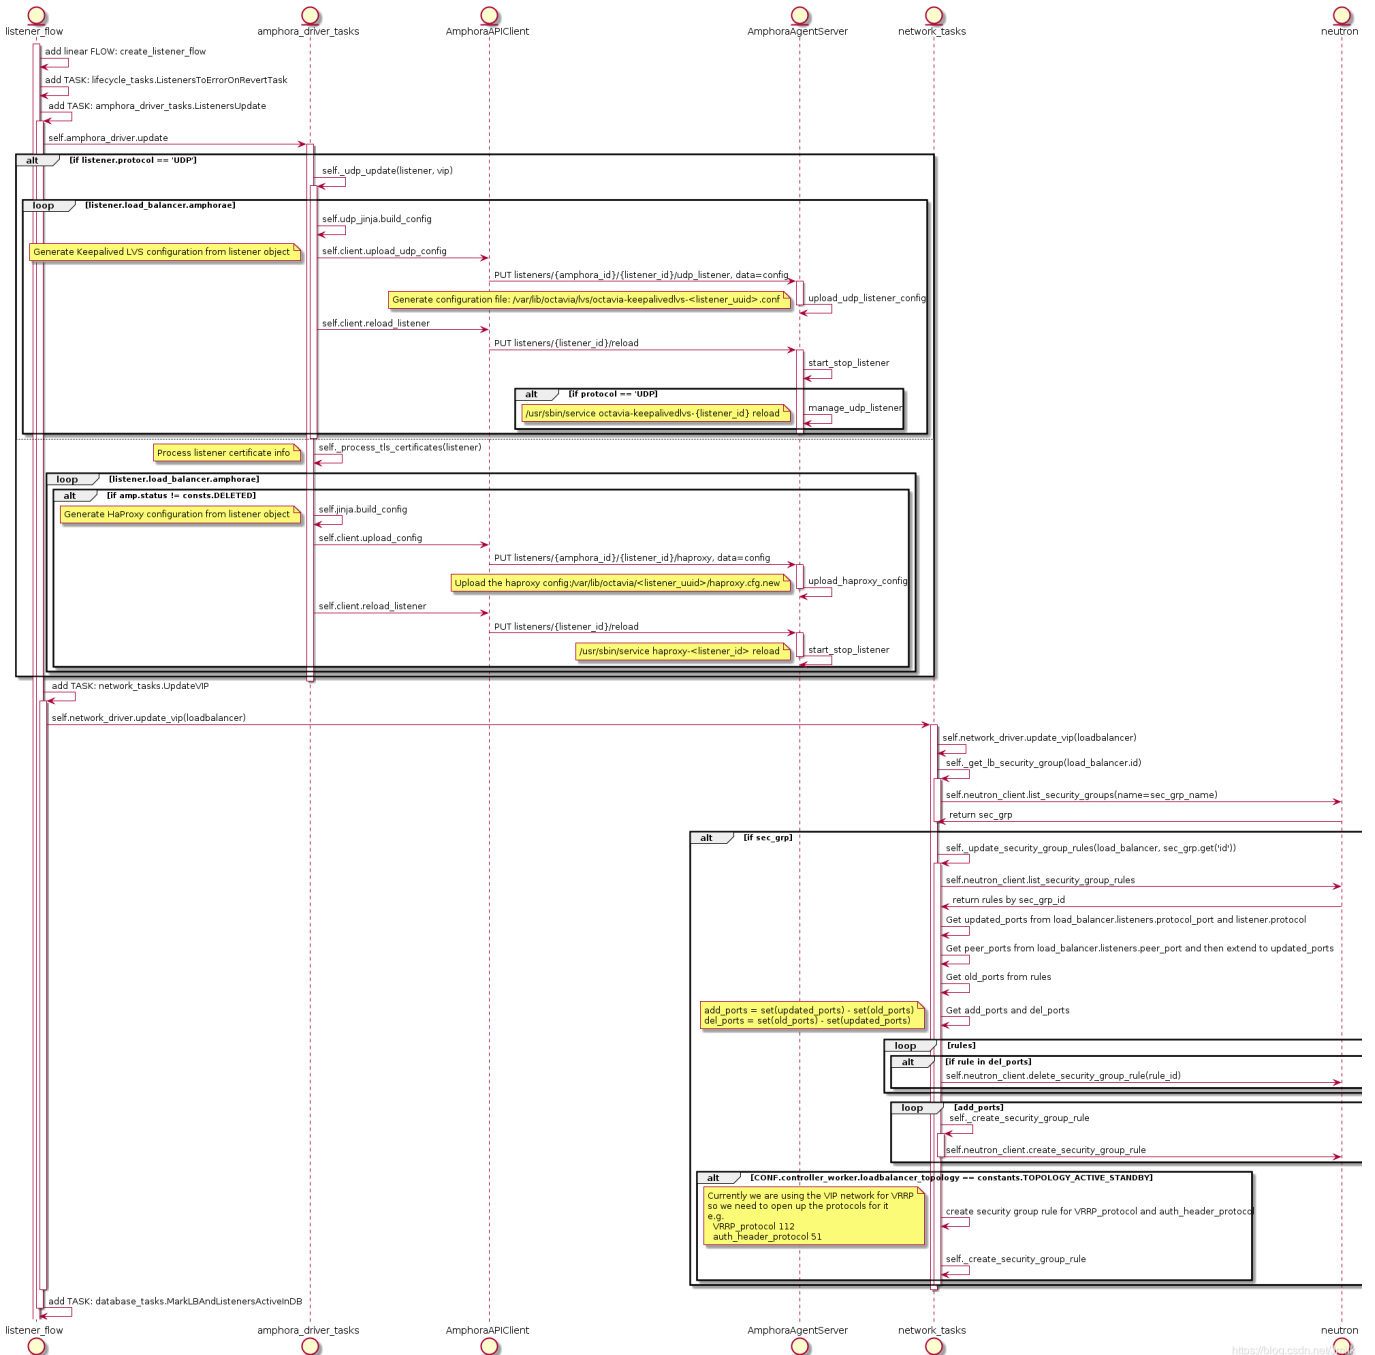 listener_flow
amphora_driver_tasks
AmphoraAPIClient
AmphoraAgentServer
network_tasks
neutron
add linear FLOW: create_listener_flow
add TASK: lifecycle_tasks.ListenersToErrorOnRevertTask
add TASK: amphora_driver_tasks.ListenersUpdate
self.amphora_driver.update
alt [if listener.protocol == 'UDP']
self._udp_update(listener, vip)
loop [listener.load_balancer.amphorae]
self.udp_jinja.build_config
Generate Keepalived LVS configuration from listener object
self.client.upload_udp_config
PUT listeners/{amphora_id}/{listener_id}/udp_listener, data=config
Generate configuration file: /var/lib/octavia/lvs/octavia-keepalivedlvs-<listener_uuid>.conf
upload_udp_listener_config
self.client.reload_listener
PUT listeners/{listener_id}/reload
start_stop_listener
alt [if protocol == 'UDP]
/usr/sbin/service octavia-keepalivedlvs-{listener_id} reload
manage_udp_listener
Process listener certificate info
self._process_tls_certificates(listener)
loop [listener.load_balancer.amphorae]
alt [if amp.status != consts.DELETED]
Generate HaProxy configuration from listener object
self.jinja.build_config
self.client.upload_config
PUT listeners/{amphora_id}/{listener_id}/haproxy, data=config
Upload the haproxy config:/var/lib/octavia/<listener_uuid>/haproxy.cfg.new
upload_haproxy_config
self.client.reload_listener
PUT listeners/{listener_id}/reload
/usr/sbin/service haproxy-<listener_id> reload
start_stop_listener
add TASK: network_tasks.UpdateVIP
self.network_driver.update_vip(loadbalancer)
self.network_driver.update_vip(loadbalancer)
self._get_lb_security_group(load_balancer.id)
self.neutron_client.list_security_groups(name=sec_grp_name)
return sec_grp
alt [if sec_grp]
self._update_security_group_rules(load_balancer, sec_grp.get('id'))
self.neutron_client.list_security_group_rules
return rules by sec_grp_id
Get updated_ports from load_balancer.listeners.protocol_port and listener.protocol
Get peer_ports from load_balancer.listeners.peer_port and then extend to updated_ports
Get old_ports from rules
add_ports = set(updated_ports) - set(old_ports)
del_ports = set(old_ports) - set(updated_ports)
Get add_ports and del_ports
loop [rules]
alt [if rule in del_ports]
self.neutron_client.delete_security_group_rule(rule_id)
loop [add_ports]
self._create_security_group_rule
self.neutron_client.create_security_group_rule
alt [CONF.controller_worker.loadbalancer_topology == constants.TOPOLOGY_ACTIVE_STANDBY]
Currently we are using the VIP network for VRRP
so we need to open up the protocols for it
e.g.
VRRP_protocol 112
auth_header_protocol 51
create security group rule for VRRP_protocol and auth_header_protocol
self._create_security_group_rule
add TASK: database_tasks.MarkLBAndListenersActiveInDB
listener_flow
amphora_driver_tasks
AmphoraAPIClient
AmphoraAgentServer
network_tasks
neutron